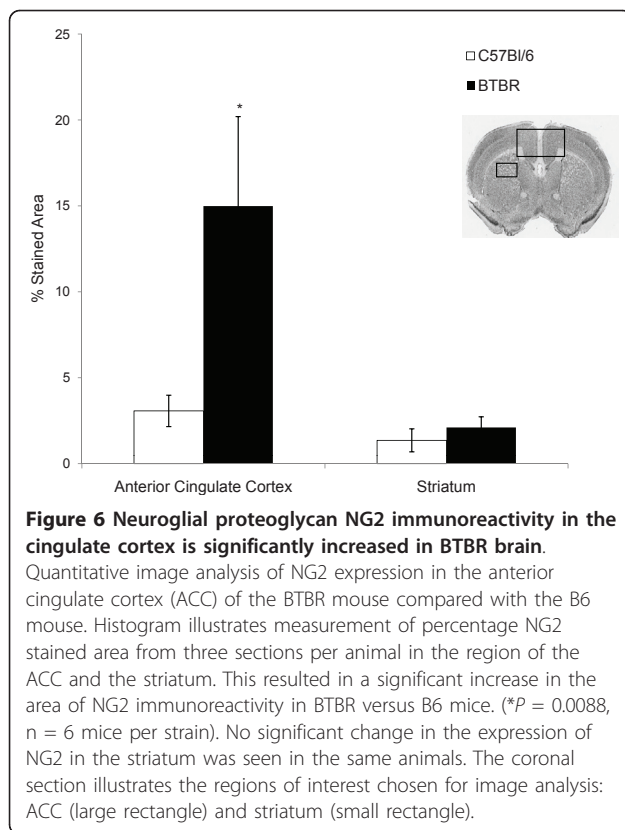 25
20
15
10
5
0
% Stained Area
*
C57Bl/6
BTBR
Anterior Cingulate Cortex
Striatum
Figure 6 Neuroglial proteoglycan NG2 immunoreactivity in the
cingulate cortex is significantly increased in BTBR brain.
Quantitative image analysis of NG2 expression in the anterior
cingulate cortex (ACC) of the BTBR mouse compared with the B6
mouse. Histogram illustrates measurement of percentage NG2
stained area from three sections per animal in the region of the
ACC and the striatum. This resulted in a significant increase in the
area of NG2 immunoreactivity in BTBR versus B6 mice. (*P = 0.0088,
n = 6 mice per strain). No significant change in the expression of
NG2 in the striatum was seen in the same animals. The coronal
section illustrates the regions of interest chosen for image analysis:
ACC (large rectangle) and striatum (small rectangle).